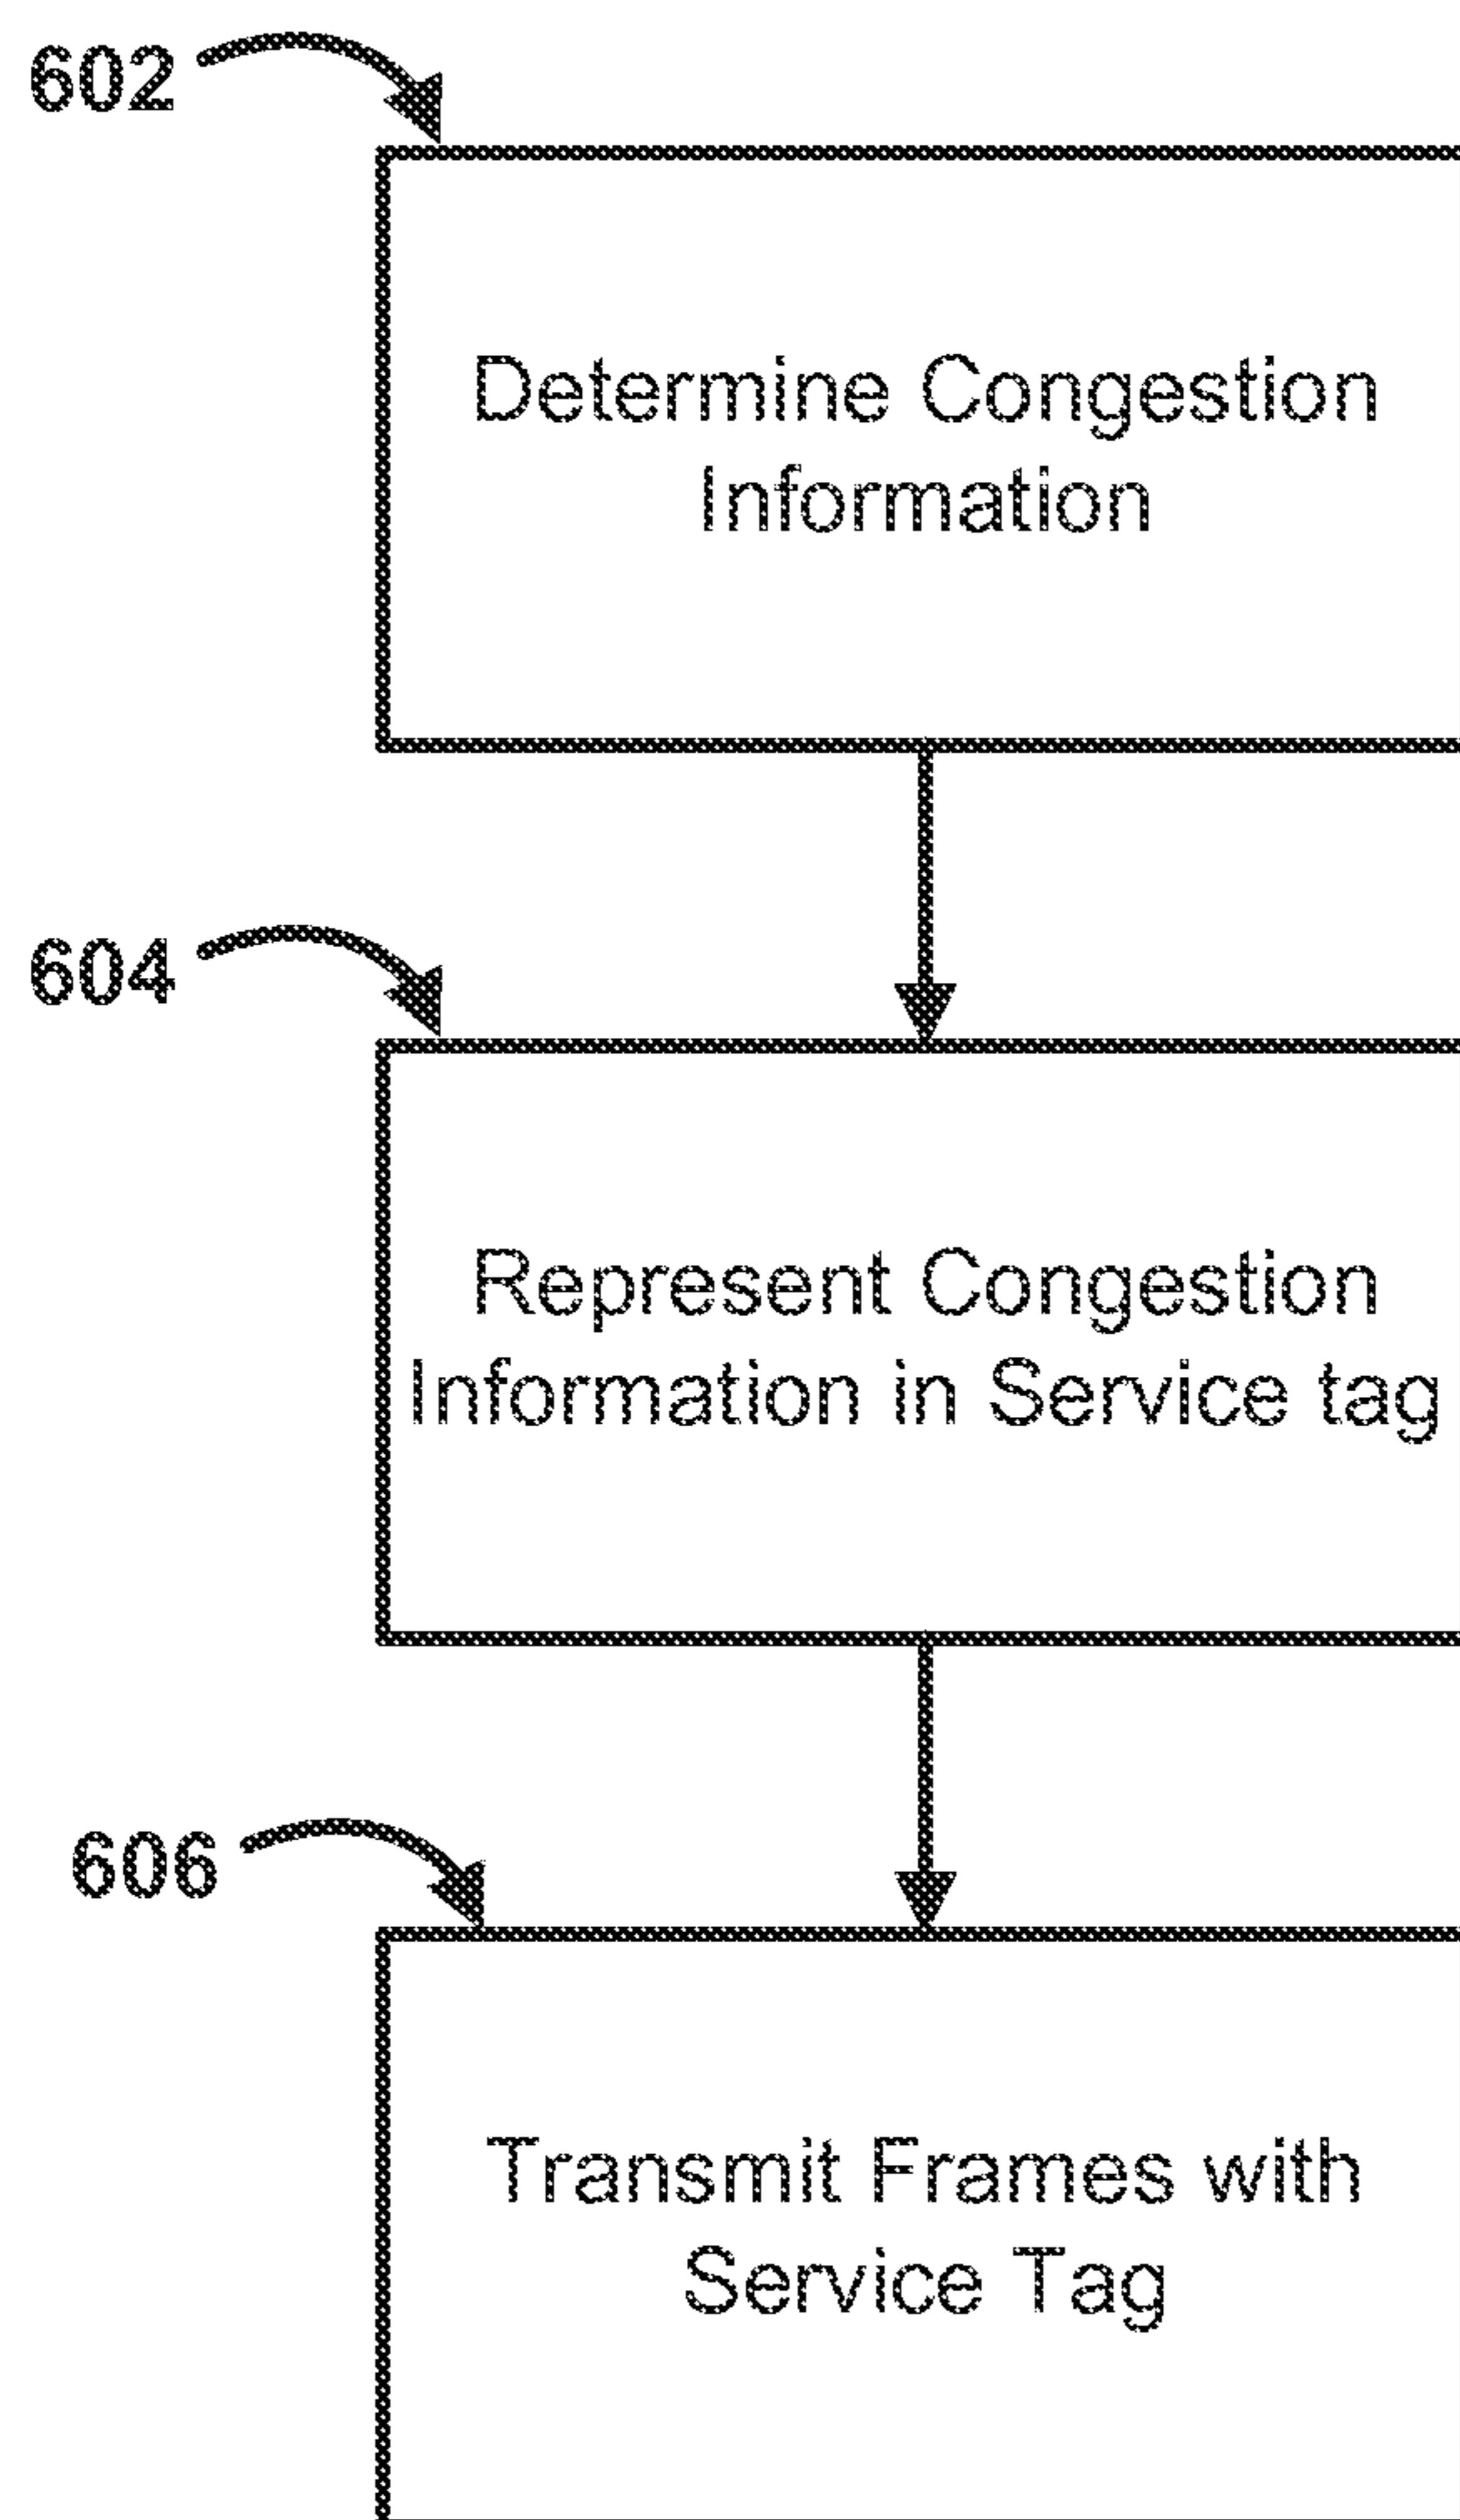 602
Determine Congestion
Information
604
Represent Congestion
Information in Service tag
606
Transmit Frames with
Service Tag